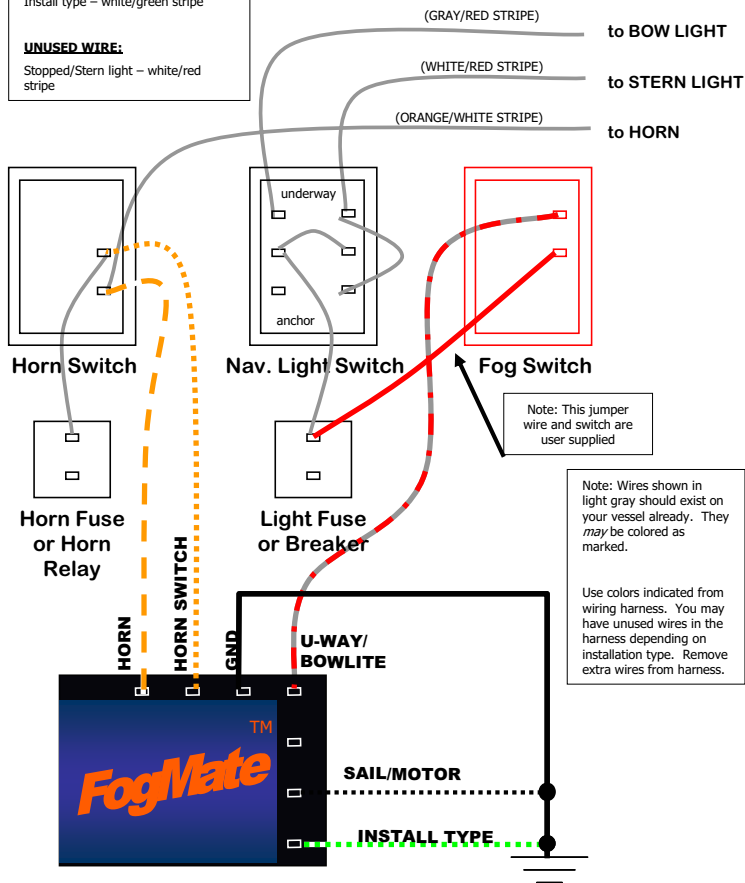 Install type – white/green stripe
UNUSED WIRE:
Stopped/Stern light – white/red
stripe
(GRAY/RED STRIPE)
to BOW LIGHT
(WHITE/RED STRIPE)
to STERN LIGHT
(ORANGE/WHITE STRIPE)
to HORN
underway
anchor
Horn Switch
Nav. Light Switch
Fog Switch
Note: This jumper
wire and switch are
user supplied
Horn Fuse
or Horn
Relay
Light Fuse
or Breaker
Note: Wires shown in
light gray should exist on
your vessel already. They
may be colored as
marked.
Use colors indicated from
wiring harness. You may
have unused wires in the
harness depending on
installation type. Remove
extra wires from harness.
HORN
HORN SWITCH
GND
U-WAY/
BOWLITE
TM
FogMate
SAIL/MOTOR
INSTALL TYPE